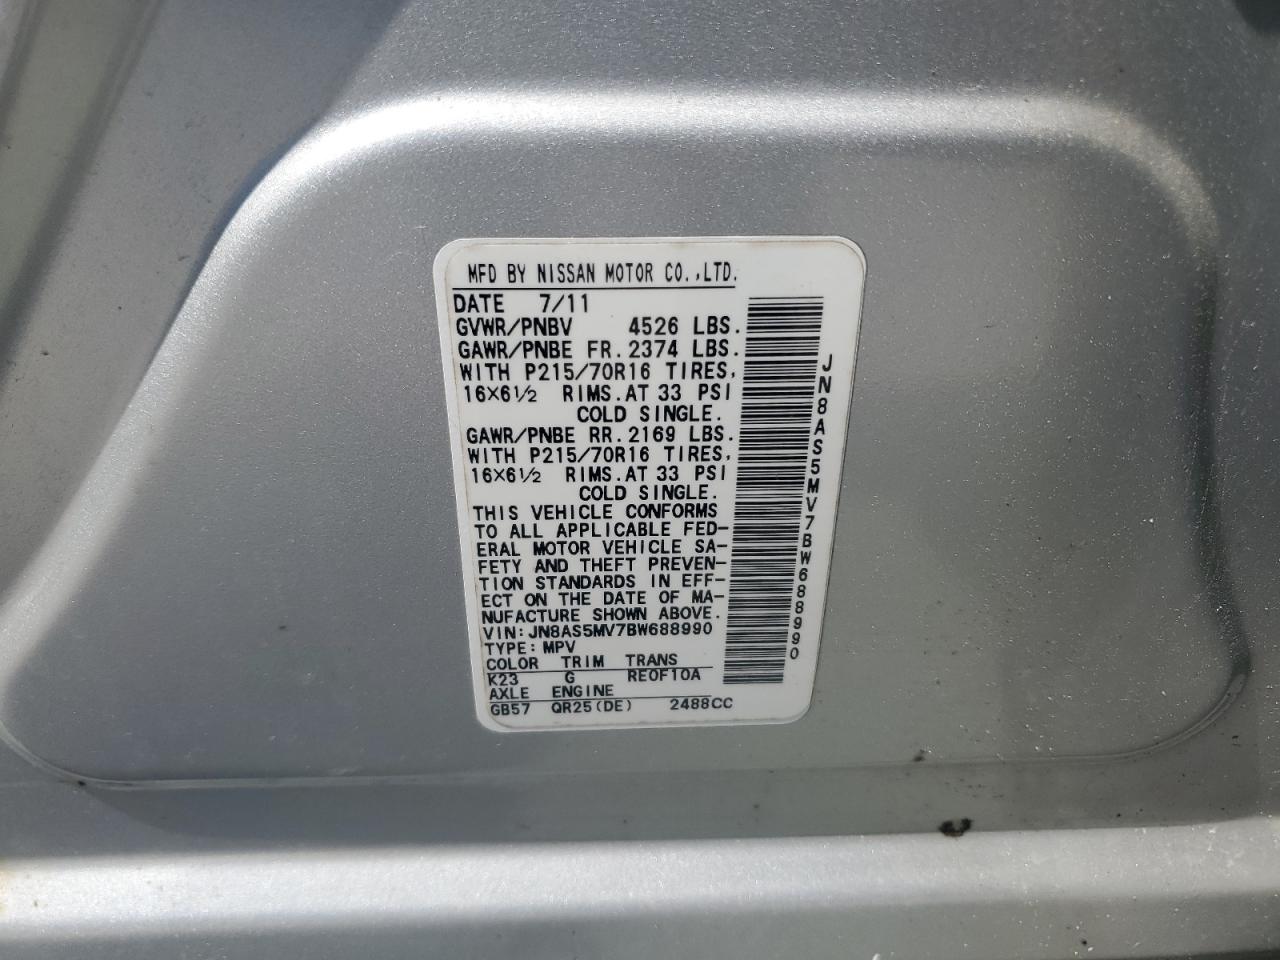 MFD BY NISSAN MOTOR CO.,LTD.
DATE 7/11
GVWR/PNBV 4526 LBS.
GAWR/PNBE FR. 2374 LBS.
WITH P215/70R16 TIRES,
16×6½ RIMS.AT 33 PSI
COLD SINGLE.
GAWR/PNBE RR. 2169 LBS.
WITH P215/70R16 TIRES,
16×6½ RIMS.AT 33 PSI
COLD SINGLE.
THIS VEHICLE CONFORMS
TO ALL APPLICABLE FED-
ERAL MOTOR VEHICLE SA-
FETY AND THEFT PREVEN-
TION STANDARDS IN EFF-
ECT ON THE DATE OF MA-
NUFACTURE SHOWN ABOVE.
VIN: JN8AS5MV7BW688990
TYPE: MPV
COLOR TRIM TRANS
K23 G RE0F10A
AXLE ENGINE
GB57 QR25(DE) 2488CC
JN8AS5MV7BW688990